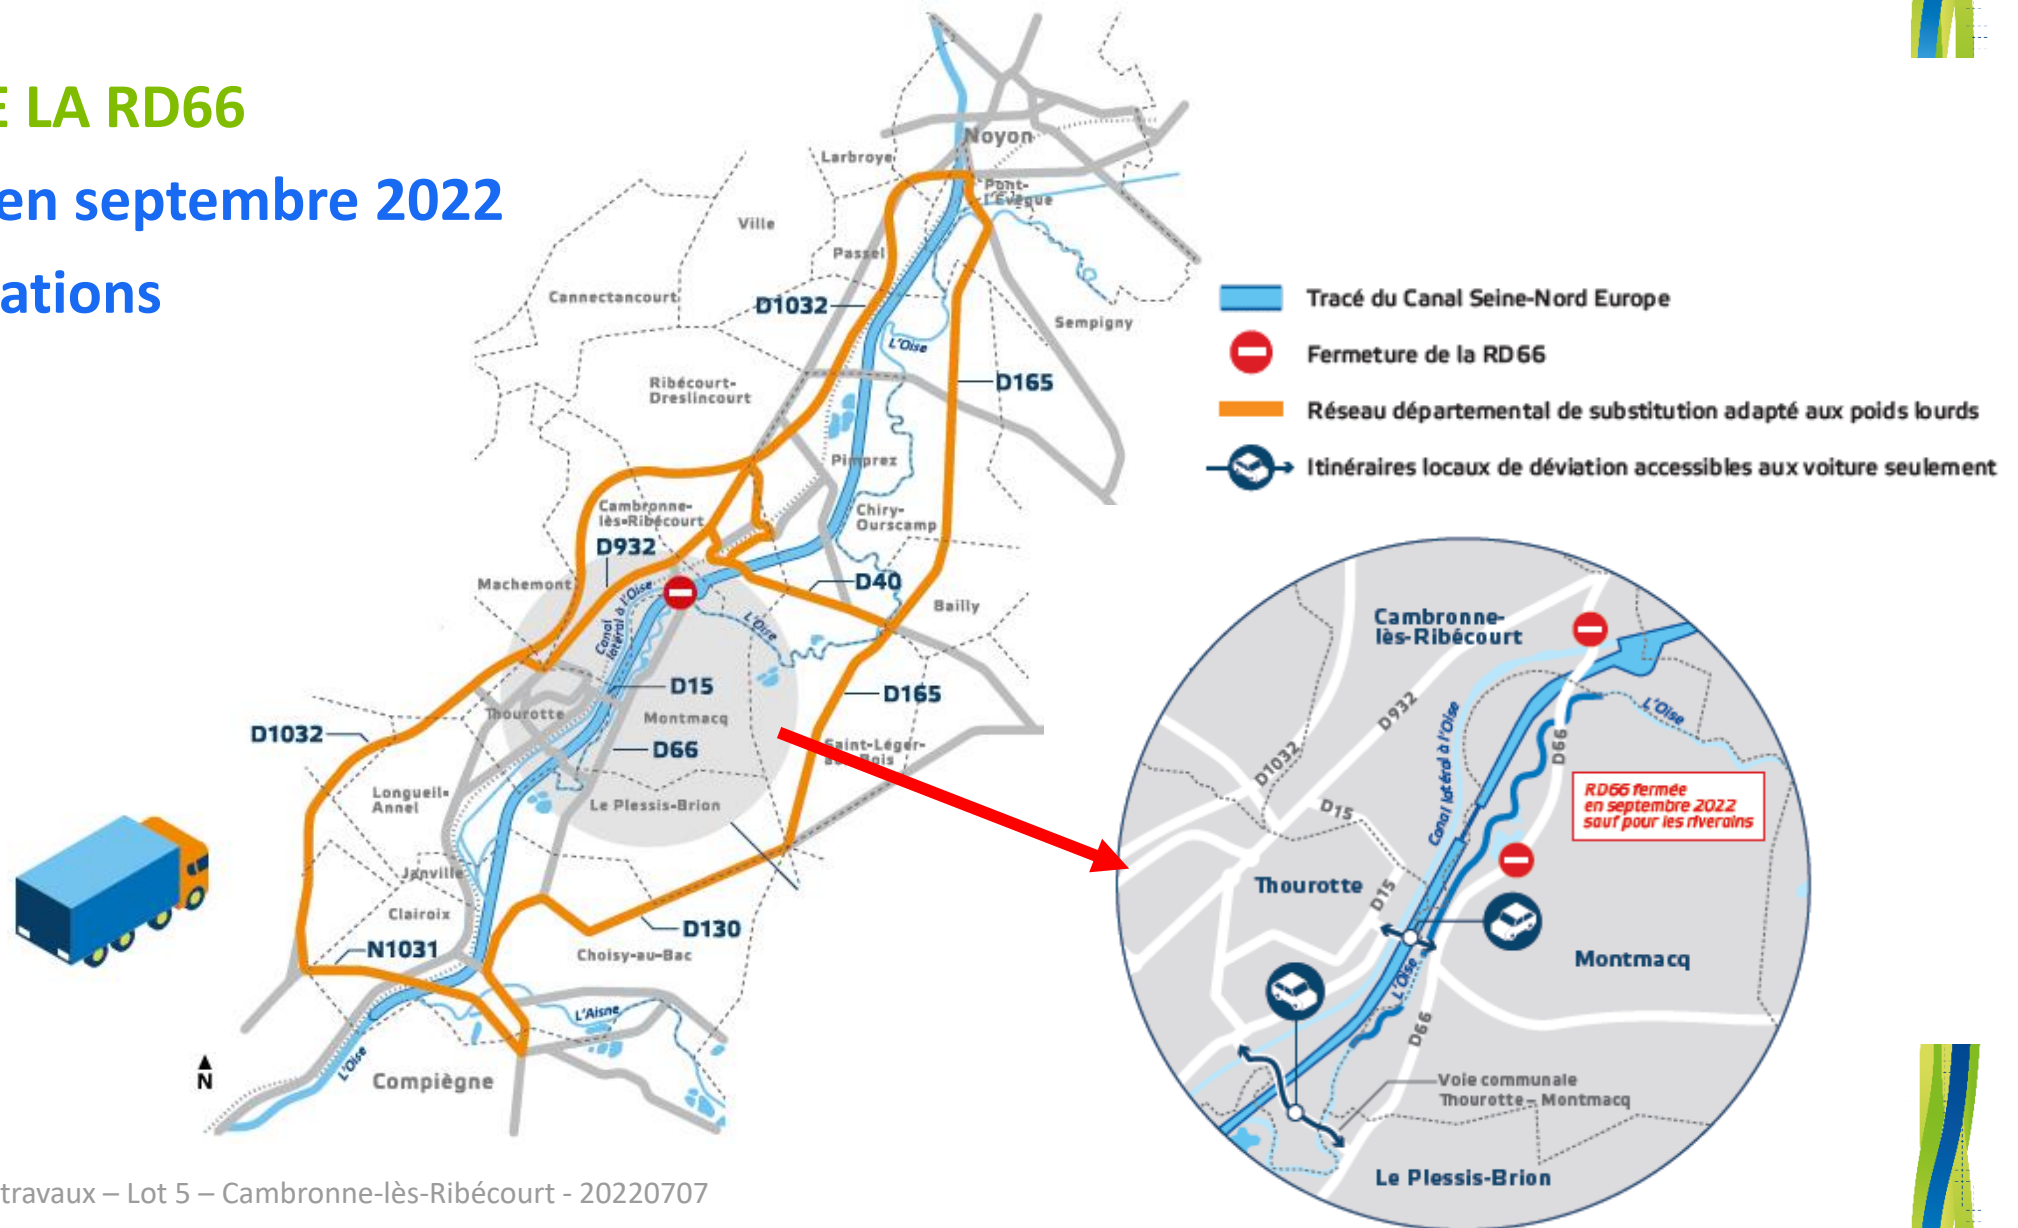 E LA RD66
en septembre 2022
ations
Noyon
Larbroye
Pont-
l'Évêque
Ville
Passel
Cannectancourt
D1032
Sempigny
L'Oise
Ribécourt-
Dreslincourt
D165
Pimprez
Cambronne-
lès-Ribécourt
Chiry-
Ourscamp
D932
Machemont
D40
Bailly
Canal
latéral à l'Oise
L'Oise
D15
D165
Thourotte
Montmacq
D1032
D66
Saint-Léger-
aux-Bois
Longueil-
Annel
Le Plessis-Brion
Janville
Clairoix
D130
N1031
Choisy-au-Bac
L'Aisne
L'Oise
Compiègne
N
Tracé du Canal Seine-Nord Europe
Fermeture de la RD66
Réseau départemental de substitution adapté aux poids lourds
Itinéraires locaux de déviation accessibles aux voiture seulement
Cambronne-
lès-Ribécourt
L'Oise
D932
Canal latéral à l'Oise
D66
D1032
RD66 fermée
en septembre 2022
sauf pour les riverains
D15
Thourotte
D15
Montmacq
L'Oise
D66
Voie communale
Thourotte – Montmacq
Le Plessis-Brion
travaux – Lot 5 – Cambronne-lès-Ribécourt - 20220707